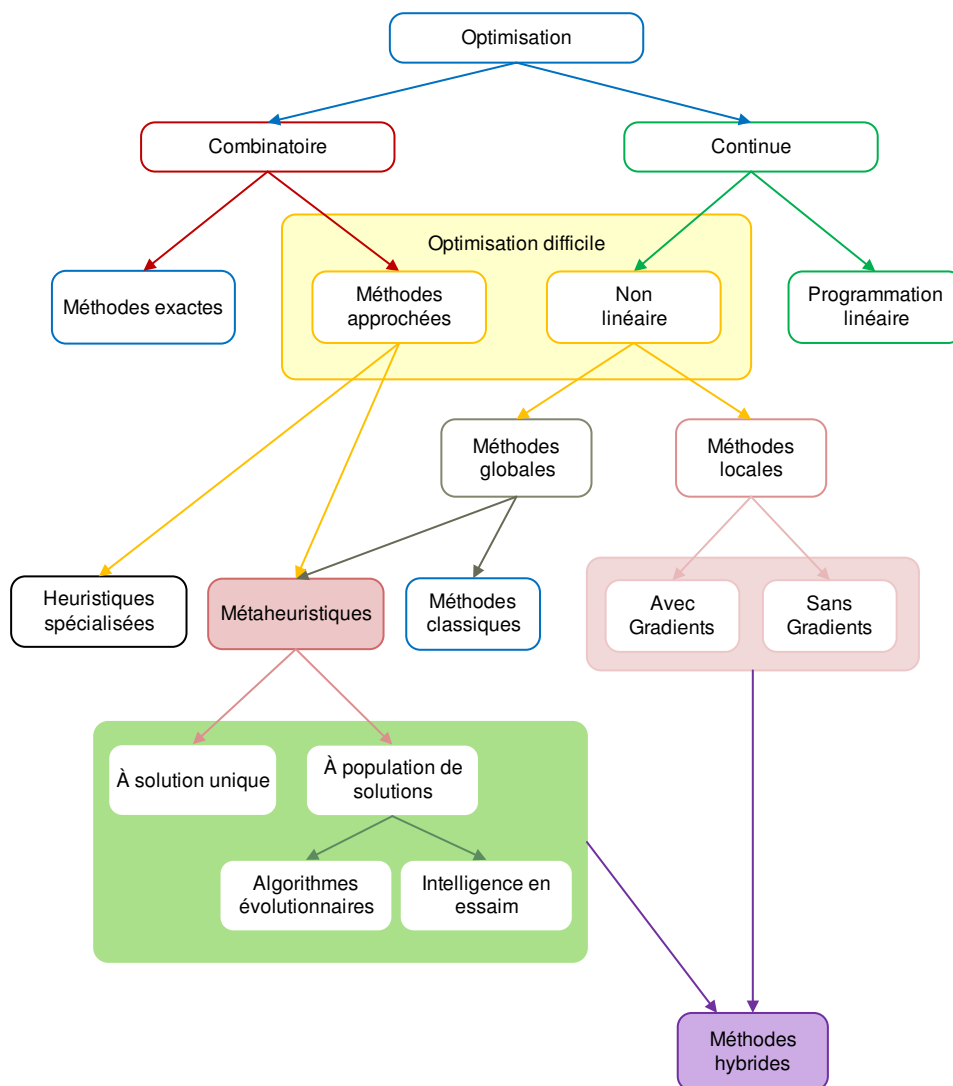 Optimisation
Combinatoire
Continue
Optimisation difficile
Méthodes exactes
Méthodes
approchées
Non
linéaire
Programmation
linéaire
Méthodes
globales
Méthodes
locales
Heuristiques
spécialisées
Métaheuristiques
Méthodes
classiques
Avec
Gradients
Sans
Gradients
À solution unique
À population de
solutions
Algorithmes
évolutionnaires
Intelligence en
essaim
Méthodes
hybrides